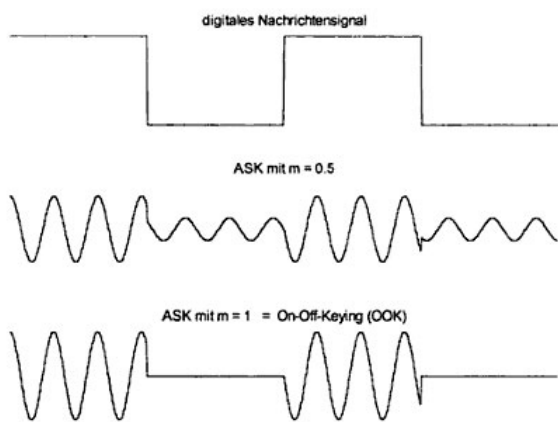 digitales Nachrichtensignal
ASK mit m = 0.5
ASK mit m = 1 = On-Off-Keying (OOK)